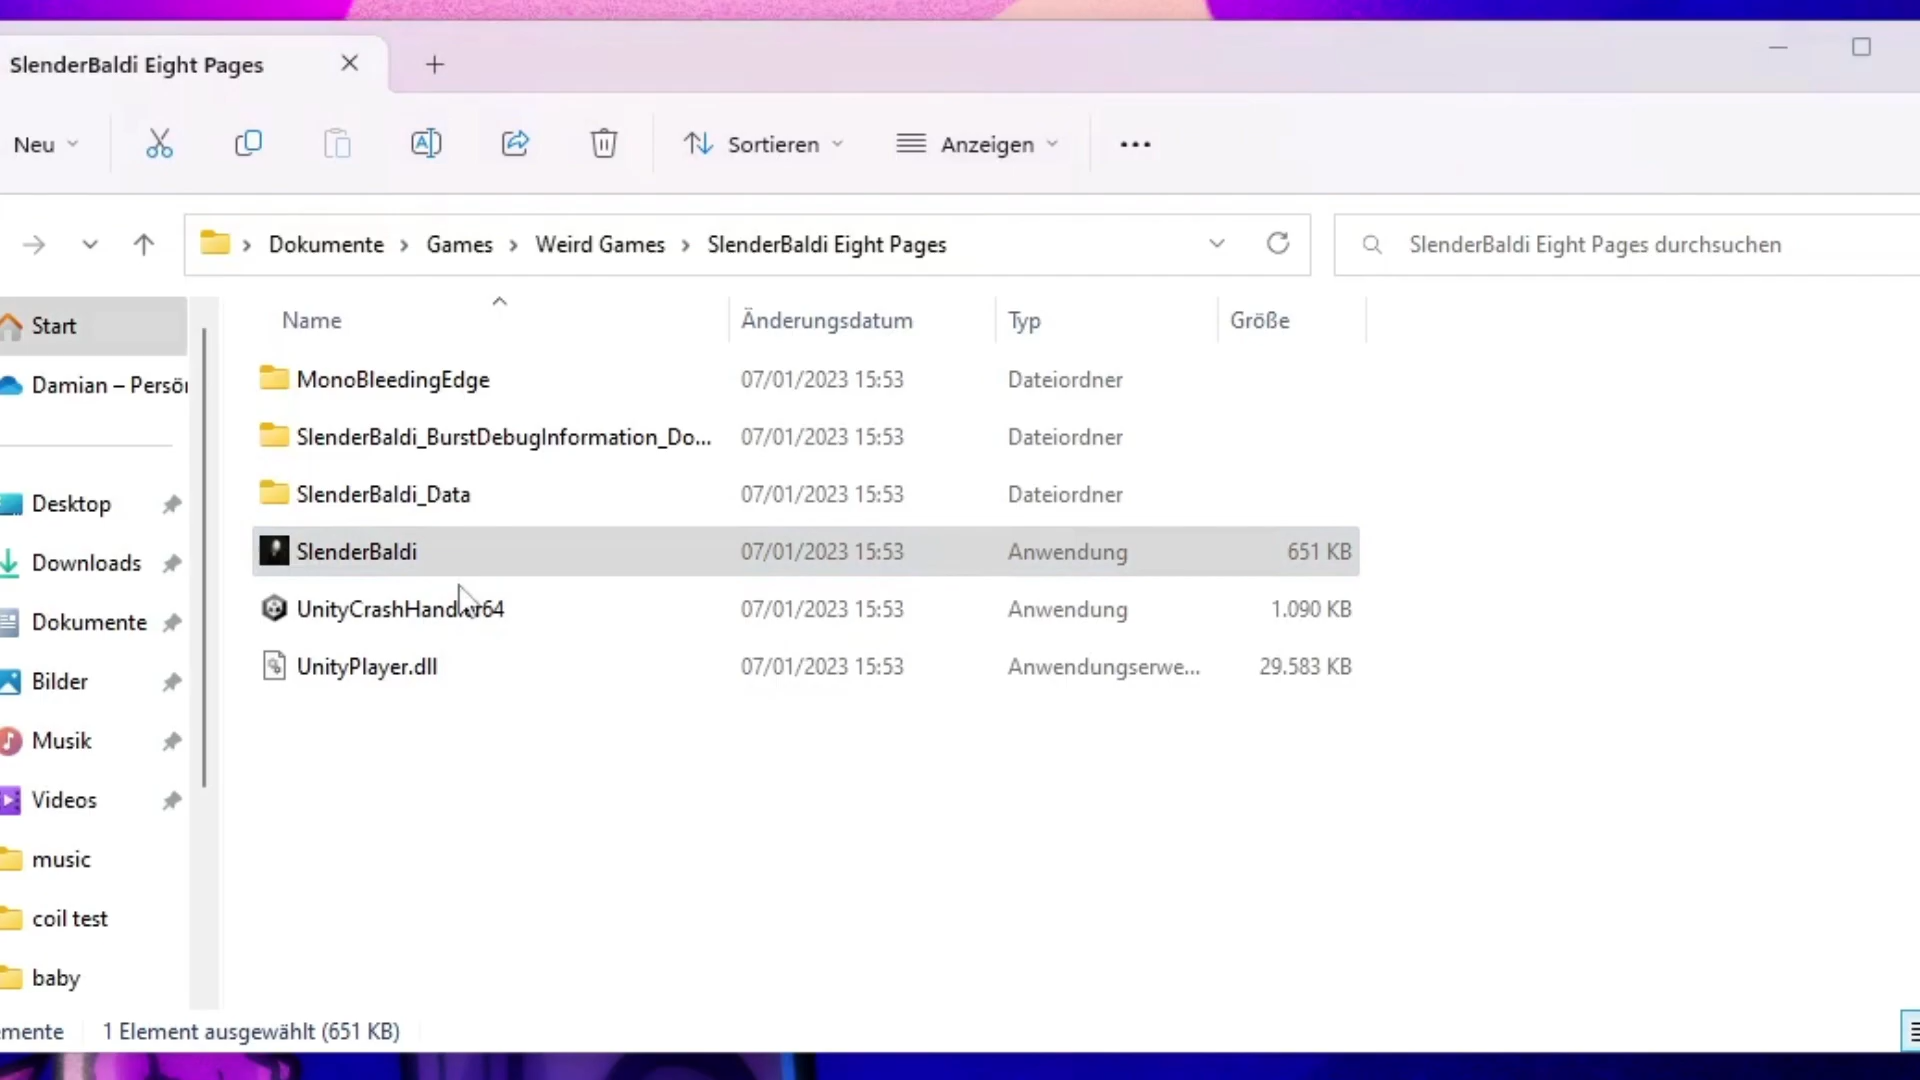 SlenderBaldi Eight Pages
Neu
Sortieren
Anzeigen
Dokumente > Games > Weird Games > SlenderBaldi Eight Pages
SlenderBaldi Eight Pages durchsuchen
Name Änderungsdatum Typ Größe
MonoBleedingEdge 07/01/2023 15:53 Dateiordner
SlenderBaldi_BurstDebugInformation_Do... 07/01/2023 15:53 Dateiordner
SlenderBaldi_Data 07/01/2023 15:53 Dateiordner
SlenderBaldi 07/01/2023 15:53 Anwendung 651 KB
UnityCrashHandler64 07/01/2023 15:53 Anwendung 1.090 KB
UnityPlayer.dll 07/01/2023 15:53 Anwendungserwe... 29.583 KB
Start
Damian – Persön
Desktop
Downloads
Dokumente
Bilder
Musik
Videos
music
coil test
baby
emente 1 Element ausgewählt (651 KB)